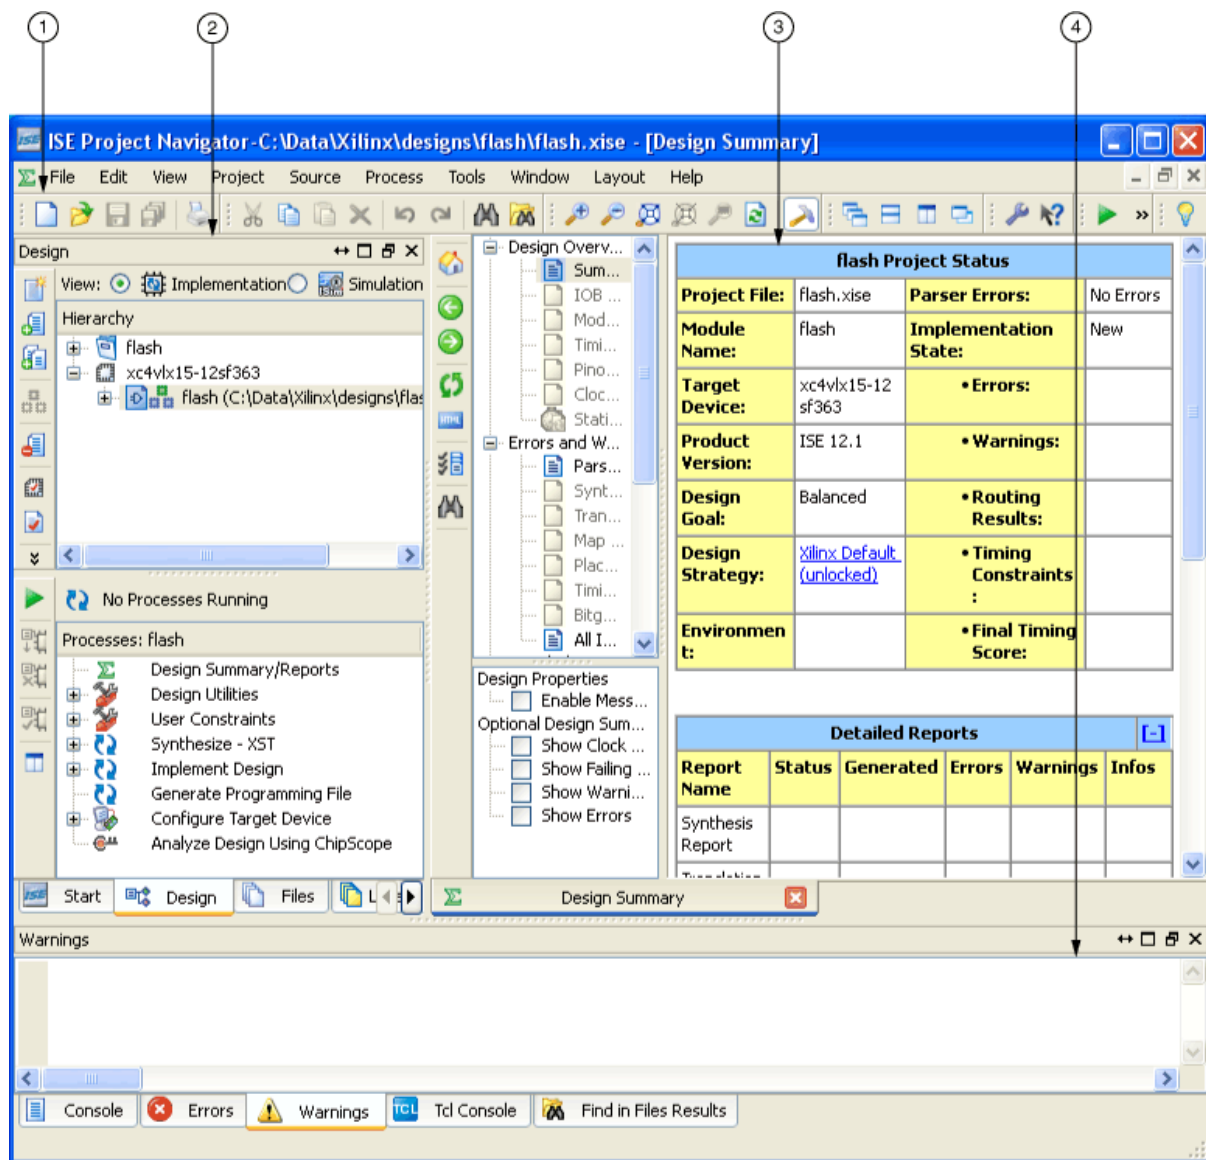 1 2 3 4
ISE Project Navigator-C:\Data\Xilinx\designs\flash\flash.xise - [Design Summary]
File Edit View Project Source Process Tools Window Layout Help
»
Design
View: Implementation Simulation
Hierarchy
flash
xc4vlx15-12sf363
flash (C:\Data\Xilinx\designs\flas
No Processes Running
Processes: flash
Design Summary/Reports
Design Utilities
User Constraints
Synthesize - XST
Implement Design
Generate Programming File
Configure Target Device
Analyze Design Using ChipScope
Start Design Files L
Design Overv...
Sum...
IOB ...
Mod...
Timi...
Pino...
Cloc...
Stati...
Errors and W...
Pars...
Synt...
Tran...
Map ...
Plac...
Timi...
Bitg...
All I...
Design Properties
Enable Mess...
Optional Design Sum...
Show Clock ...
Show Failing ...
Show Warni...
Show Errors
flash Project Status
Project File: flash.xise Parser Errors: No Errors
Module flash Implementation New
Name: State:
Target xc4vlx15-12 • Errors:
Device: sf363
Product ISE 12.1 • Warnings:
Version:
Design Balanced • Routing
Goal: Results:
Design Xilinx Default • Timing
Strategy: (unlocked) Constraints
:
Environmen • Final Timing
t: Score:
Detailed Reports [-]
Report Status Generated Errors Warnings Infos
Name
Synthesis
Report
Translation
Design Summary
Warnings
Console Errors Warnings TCL Tcl Console Find in Files Results